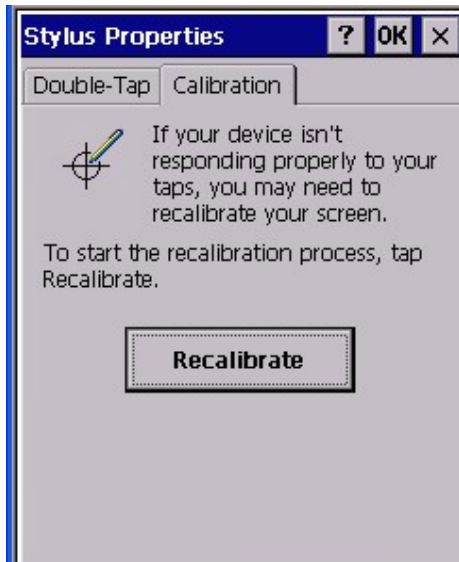 Stylus Properties ? OK ×
Double-Tap Calibration
If your device isn't
responding properly to your
taps, you may need to
recalibrate your screen.
To start the recalibration process, tap
Recalibrate.
Recalibrate